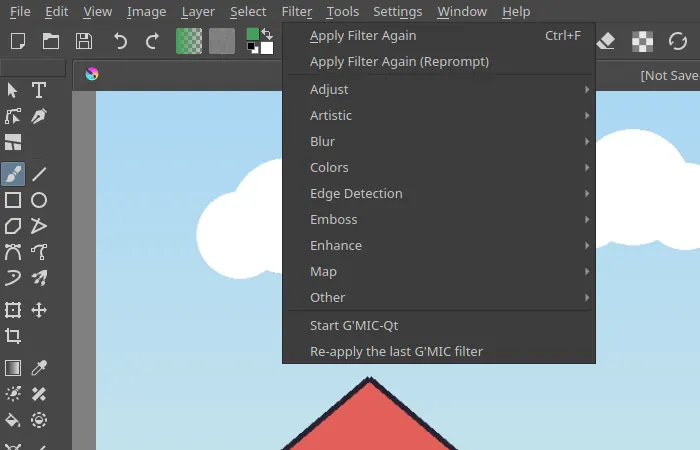 File Edit View Image Layer Select Filter Tools Settings Window Help
Apply Filter Again Ctrl+F
Apply Filter Again (Reprompt)
[Not Save
Adjust
Artistic
Blur
Colors
Edge Detection
Emboss
Enhance
Map
Other
Start G'MIC-Qt
Re-apply the last G'MIC filter